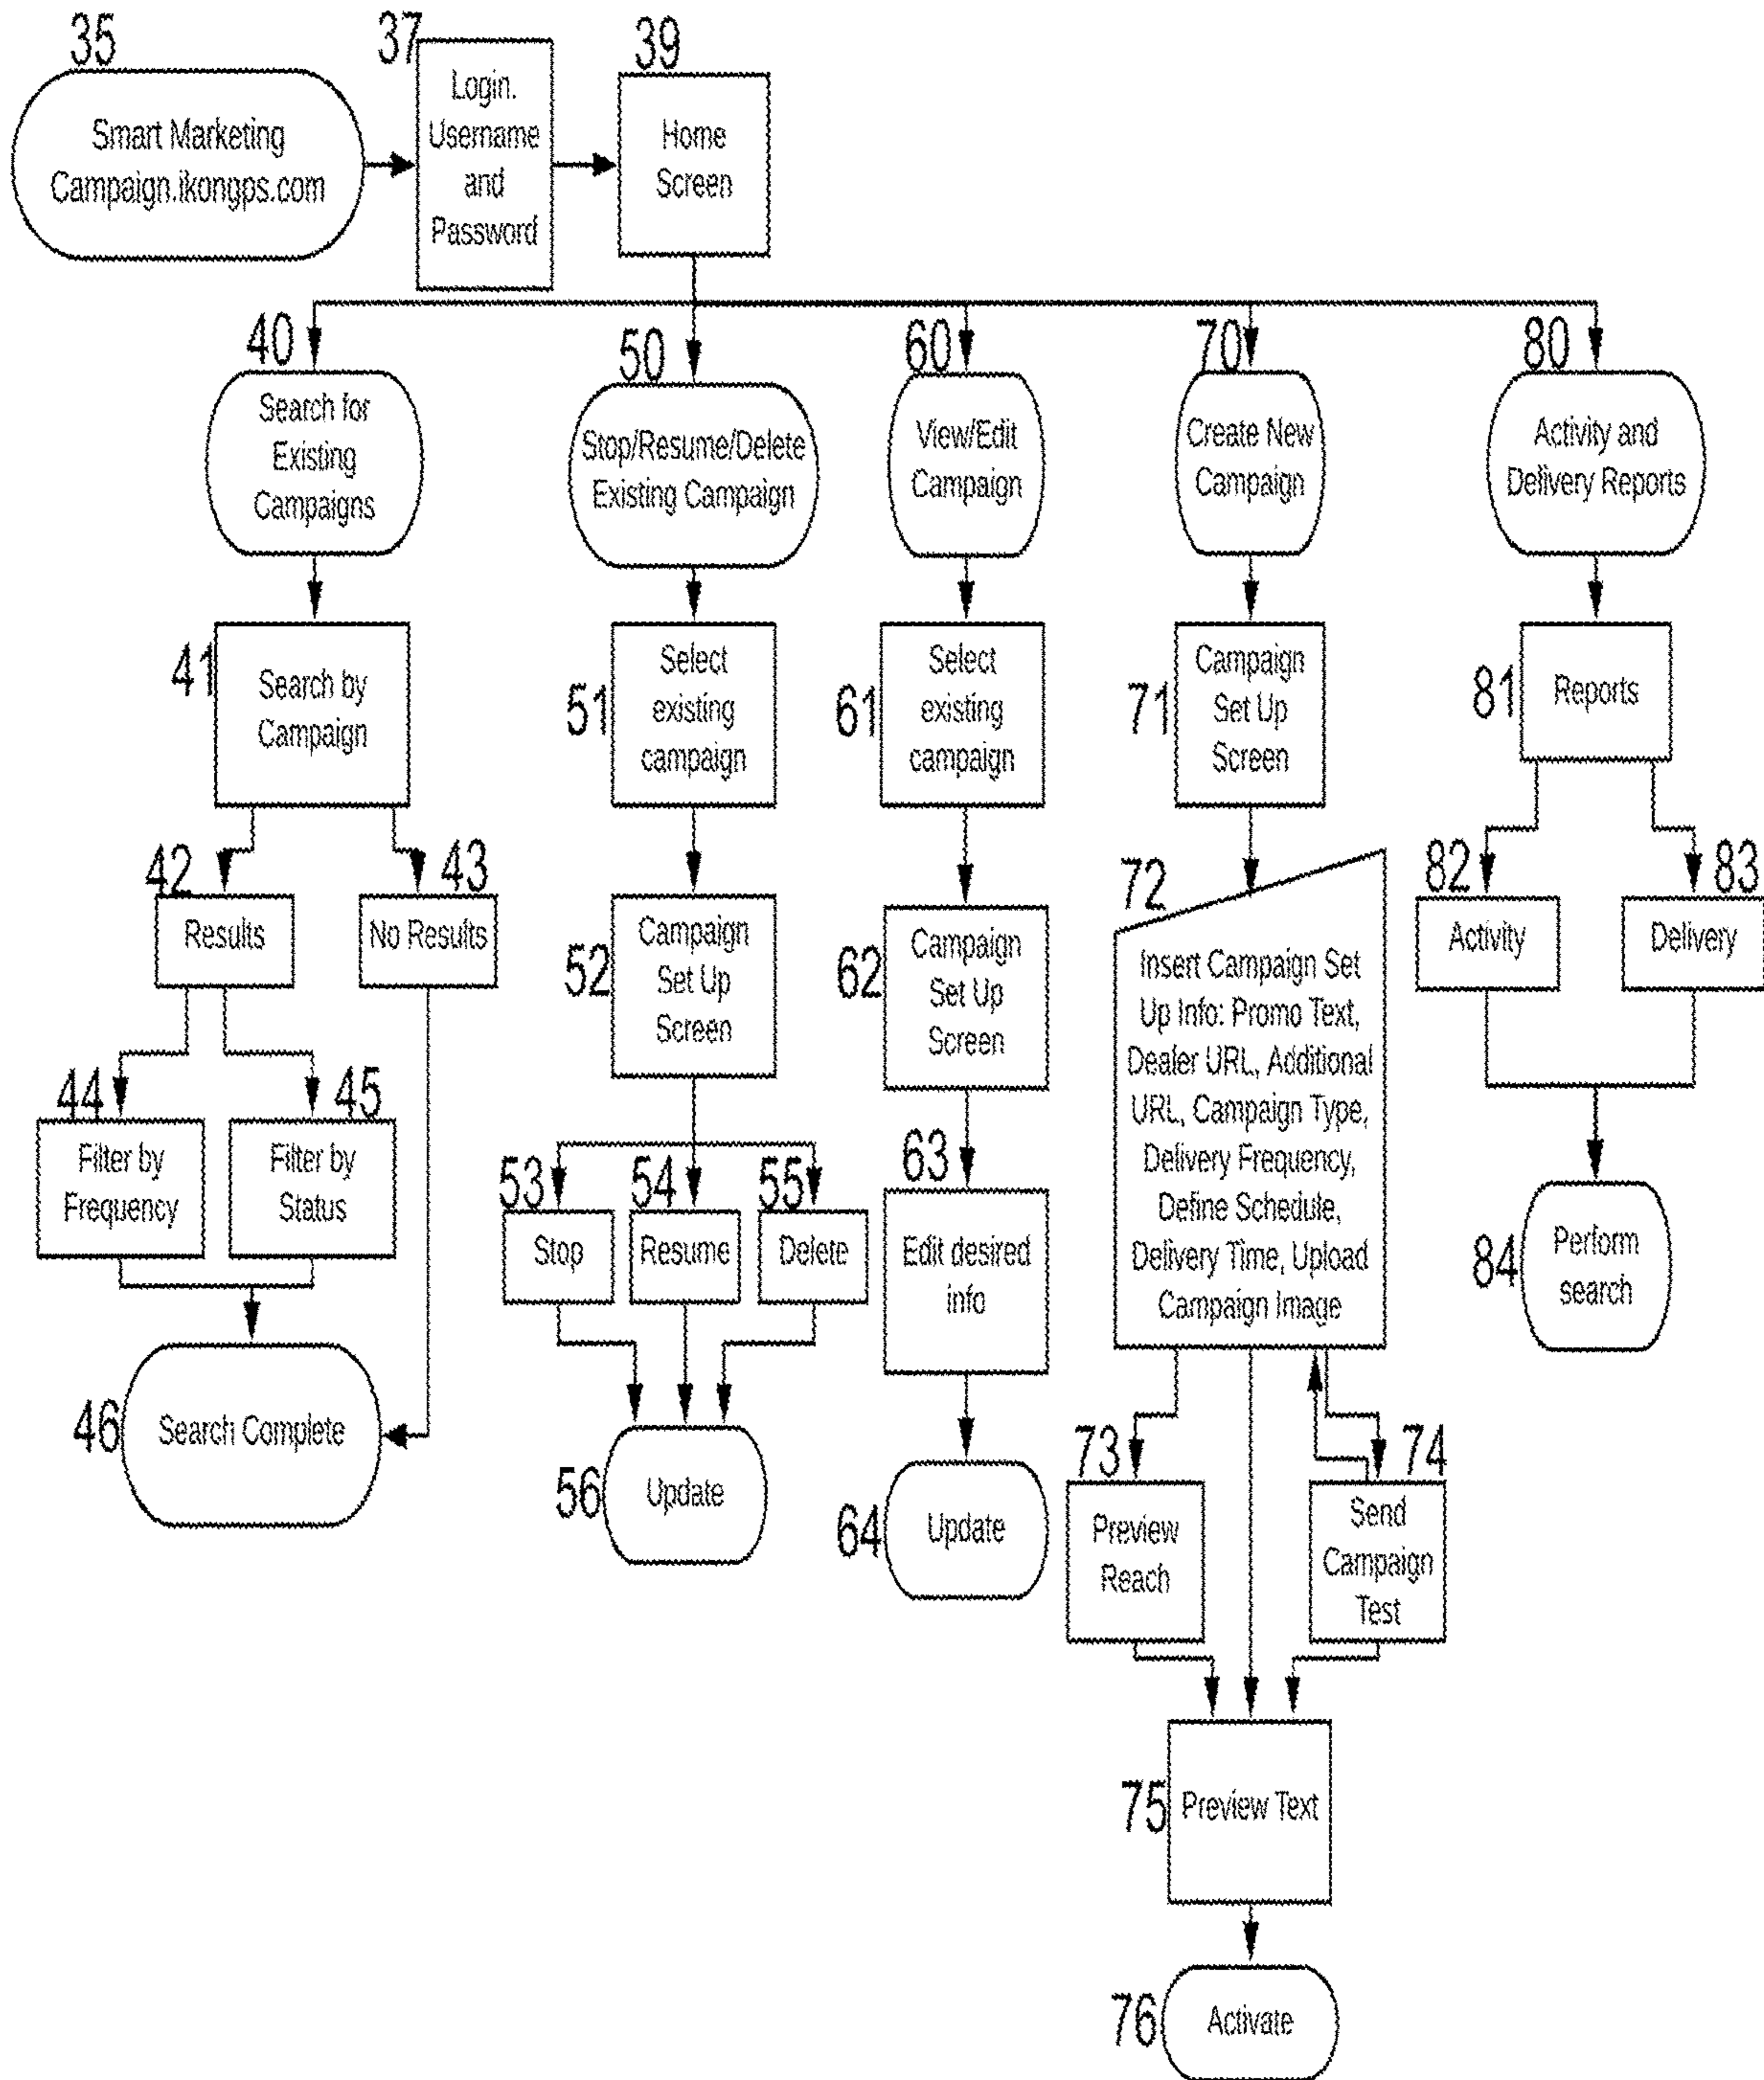 35
Smart Marketing
Campaign.ikongps.com
37
Login.
Username
and
Password
39
Home
Screen
40
Search for
Existing
Campaigns
41
Search by
Campaign
42
Results
43
No Results
44
Filter by
Frequency
45
Filter by
Status
46
Search Complete
50
Stop/Resume/Delete
Existing Campaign
51
Select
existing
campaign
52
Campaign
Set Up
Screen
53
Stop
54
Resume
55
Delete
56
Update
60
View/Edit
Campaign
61
Select
existing
campaign
62
Campaign
Set Up
Screen
63
Edit desired
info
64
Update
70
Create New
Campaign
71
Campaign
Set Up
Screen
72
Insert Campaign Set
Up Info: Promo Text,
Dealer URL, Additional
URL, Campaign Type,
Delivery Frequency,
Define Schedule,
Delivery Time, Upload
Campaign Image
73
Preview
Reach
74
Send
Campaign
Test
75
Preview Text
76
Activate
80
Activity and
Delivery Reports
81
Reports
82
Activity
83
Delivery
84
Perform
search